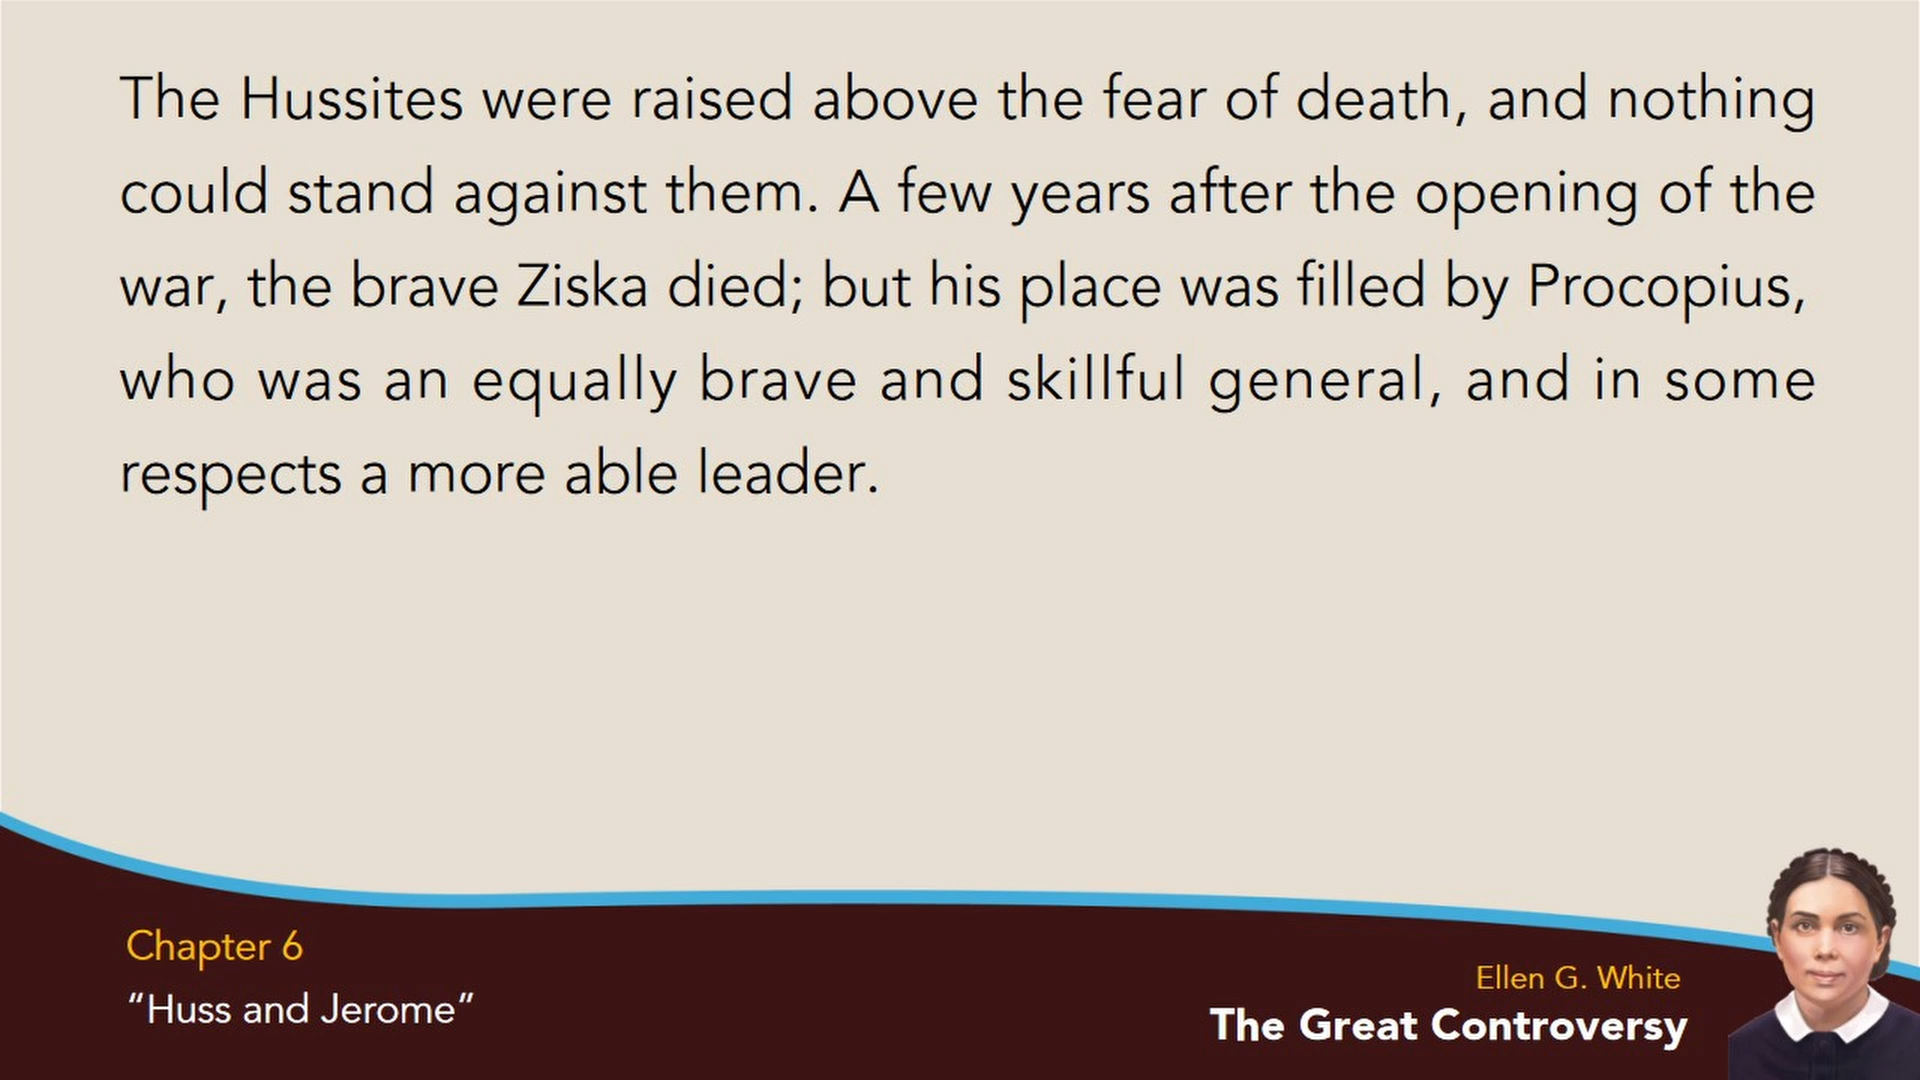 The Hussites were raised above the fear of death, and nothing
could stand against them. A few years after the opening of the
war, the brave Ziska died; but his place was filled by Procopius,
who was an equally brave and skillful general, and in some
respects a more able leader.
Chapter 6
“Huss and Jerome”
Ellen G. White
The Great Controversy